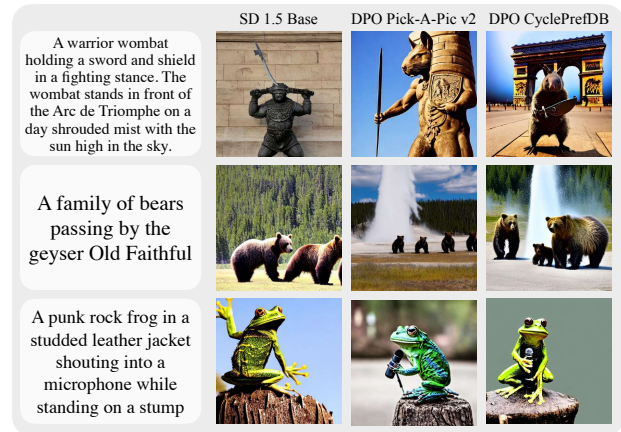 SD 1.5 Base
DPO Pick-A-Pic v2
DPO CyclePrefDB
A warrior wombat
holding a sword and shield
in a fighting stance. The
wombat stands in front of
the Arc de Triomphe on a
day shrouded mist with the
sun high in the sky.
A family of bears
passing by the
geyser Old Faithful
A punk rock frog in a
studded leather jacket
shouting into a
microphone while
standing on a stump